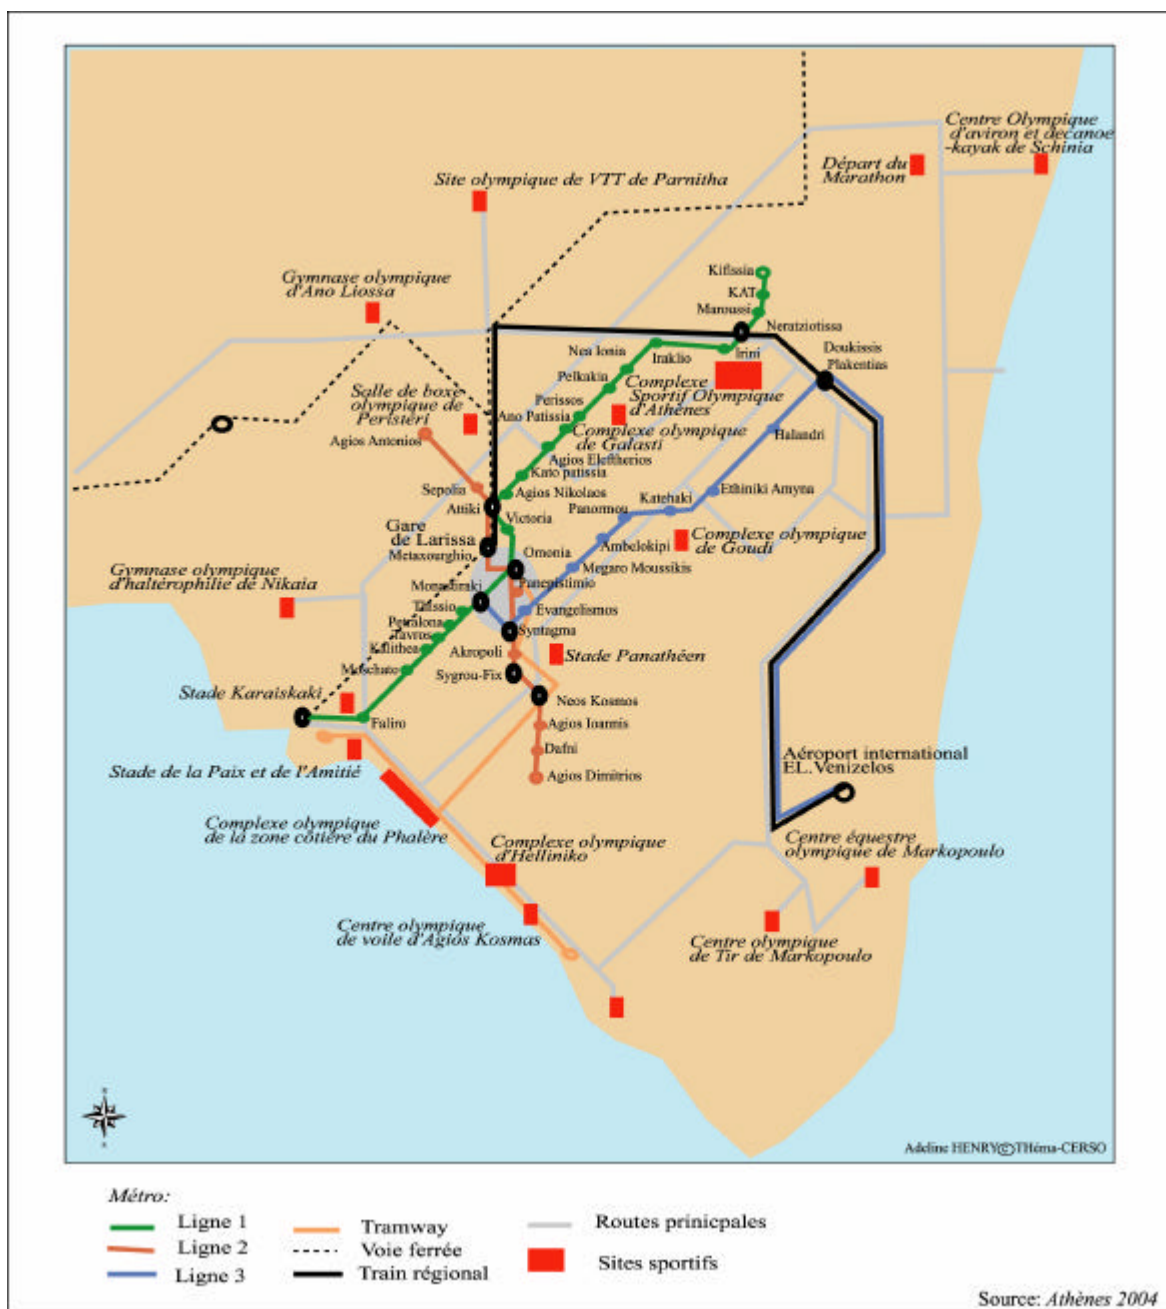 Centre Olympique
d'aviron et decanoe
-kayak de Schinia
Départ du
Marathon
Site olympique de VTT de Parnitha
Gymnase olympique
d'Ano Liossa
Kifissia
KAT
Maroussi
Neratziotissa
Nea Ionia
Iraklio
Irini
Doukissis
Plakentias
Pefkakia
Complexe
Sportif Olympique
d'Athènes
Salle de boxe
olympique de
Peristeri
Perissos
Ano Patissia
Complexe olympique
de Galasti
Halandri
Agios Antonios
Agios Eleftherios
Kato patissia
Sepolia
Agios Nikolaos
Attiki
Victoria
Panormou
Katehaki
Ethiniki Amyna
Gare
de Larissa
Metaxourghio
Omonia
Ambelokipi
Complexe olympique
de Goudi
Gymnase olympique
d'haltérophilie de Nikaia
Monastiraki
Panepistimio
Megaro Moussikis
Thissio
Evangelismos
Petralona
Tavros
Syntagma
Kalithea
Akropoli
Stade Panathéen
Moschato
Sygrou-Fix
Stade Karaiskaki
Neos Kosmos
Faliro
Agios Ioannis
Dafni
Agios Dimitrios
Stade de la Paix et de l'Amitié
Aéroport international
EL.Venizelos
Complexe olympique
de la zone côtière du Phalère
Complexe olympique
d'Helliniko
Centre équestre
olympique de Markopoulo
Centre olympique
de voile d'Agios Kosmas
Centre olympique
de Tir de Markopoulo
Adeline HENRY©THéma-CERSO
Métro:
Ligne 1
Ligne 2
Ligne 3
Tramway
Voie ferrée
Train régional
Routes prinicpales
Sites sportifs
Source: Athènes 2004